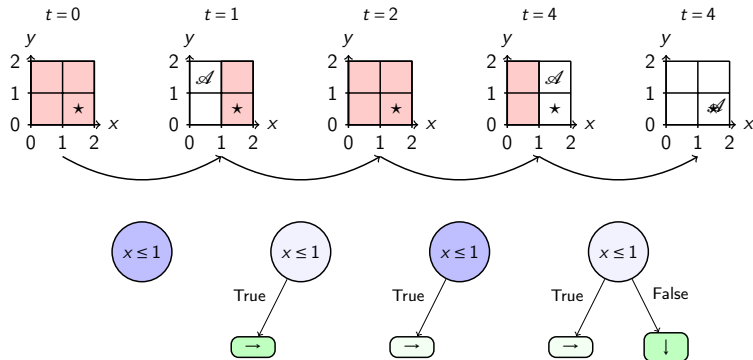 t = 0 t = 1 t = 2 t = 4 t = 4
y y y y y
2 2 2 2 2
𝒜 𝒜
1 1 1 1 1
★ ★ ★ ★ ★ 𝒜
0 x 0 x 0 x 0 x 0 x
0 1 2 0 1 2 0 1 2 0 1 2 0 1 2
x ≤ 1 x ≤ 1 x ≤ 1 x ≤ 1
True True True False
→ → → ↓